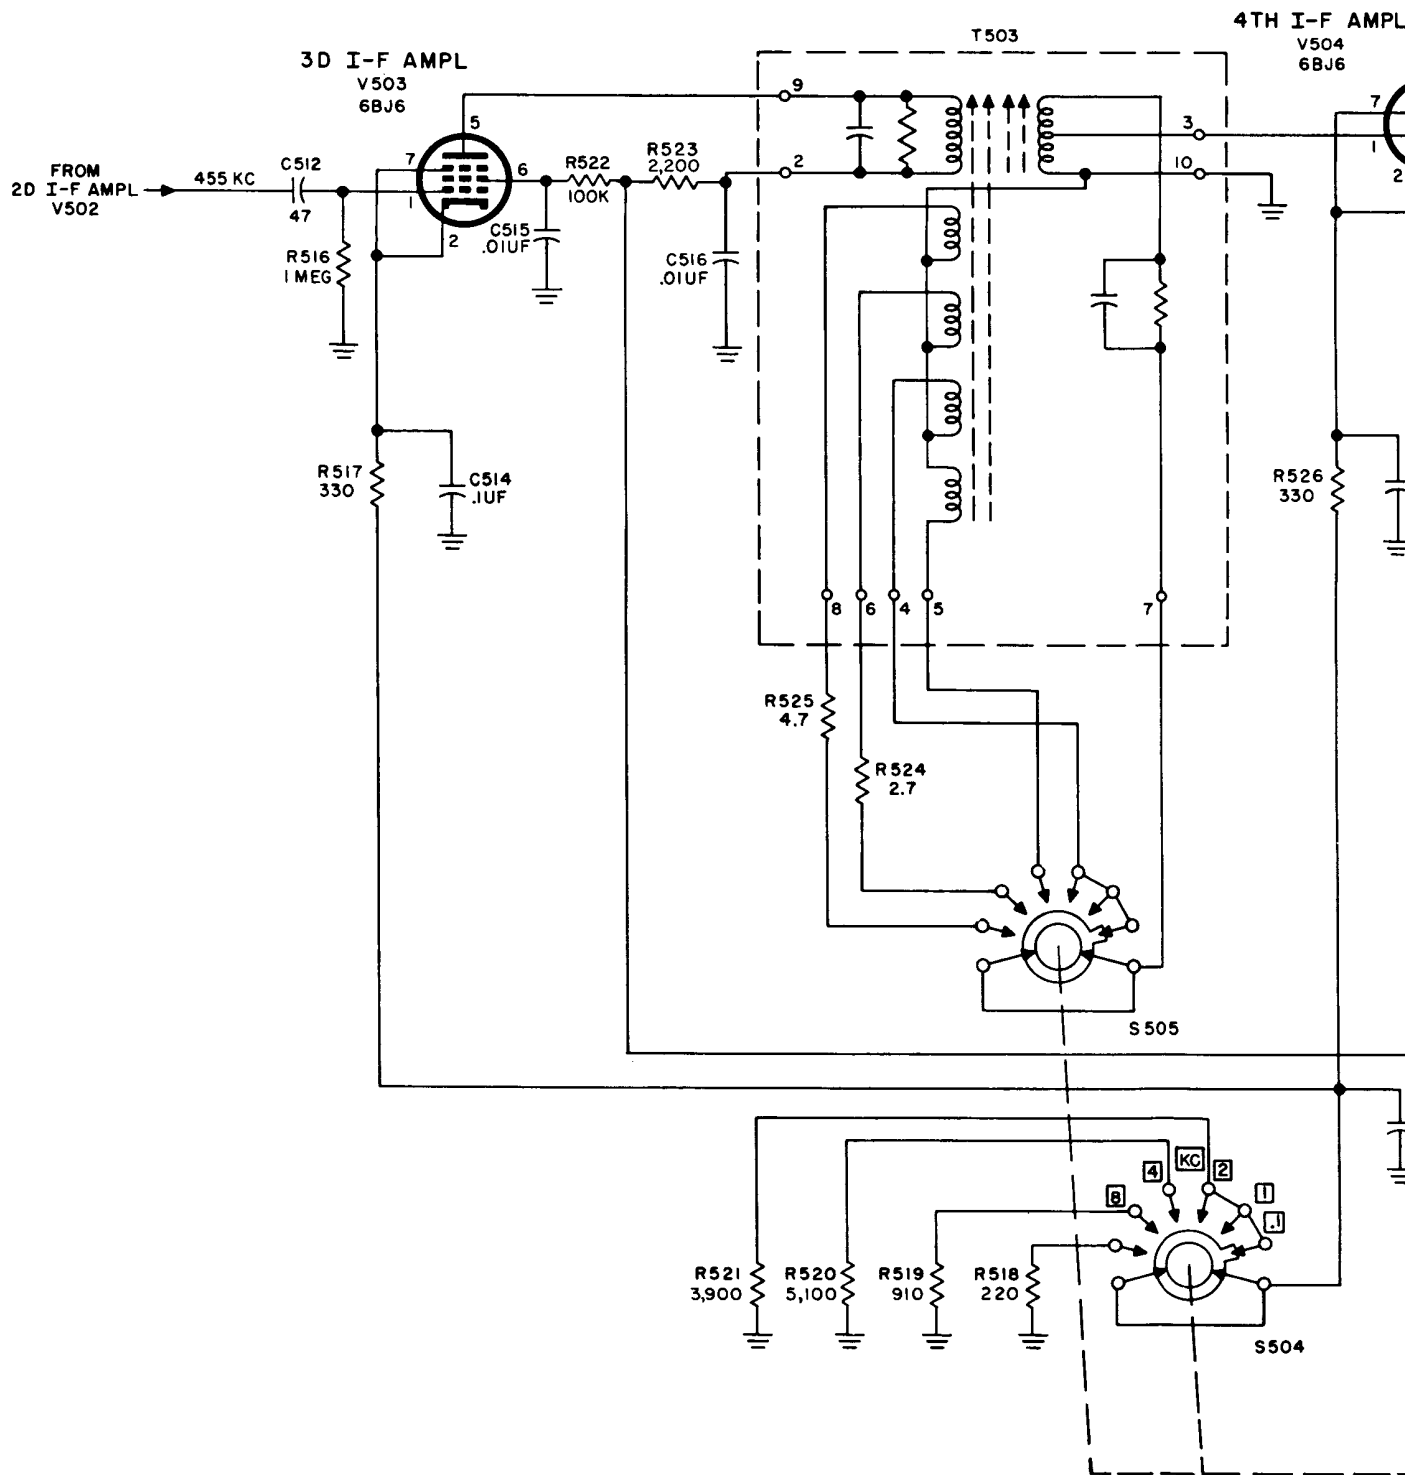 4TH I-F AMPL
V504
6BJ6
T503
3D I-F AMPL
V503
6BJ6
9
7
5
3
FROM
2D I-F AMPL
V502
455 KC
C512
47
7
1
6
2
R522
100K
R523
2,200
2
10
1
2
R516
1 MEG
C515
.01UF
C516
.01UF
R517
330
C514
.1UF
R526
330
8
6
4
5
7
R525
4.7
R524
2.7
S505
KC
4
2
8
1
.1
R521
3,900
R520
5,100
R519
910
R518
220
S504